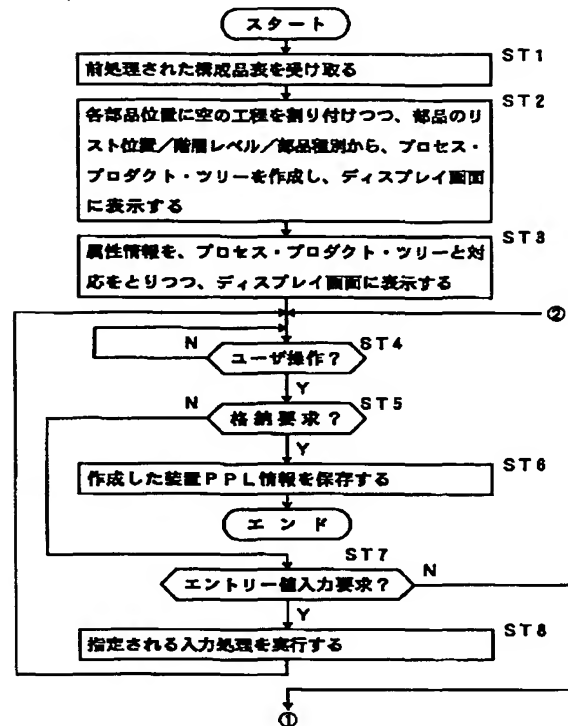 スタート
ST1
前処理された構成品表を受け取る
ST2
各部品位置に空の工程を割り付けつつ、部品のリ
スト位置/階層レベル/部品種別から、プロセス・
プロダクト・ツリーを作成し、ディスプレイ画面
に表示する
ST3
属性情報を、プロセス・プロダクト・ツリーと対
応をとりつつ、ディスプレイ画面に表示する
②
N
ST4
ユーザ操作?
Y
N
ST5
格納要求?
Y
ST6
作成した装置PPL情報を保存する
エンド
ST7
エントリー値入力要求?
N
Y
ST8
指定される入力処理を実行する
①